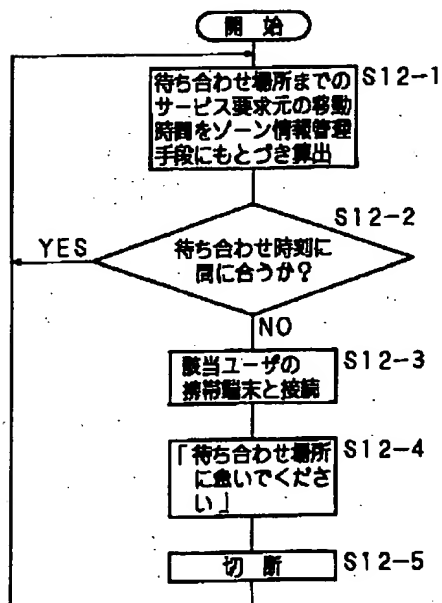 開始
待ち合わせ場所までの
サービス要求元の移動
時間をゾーン情報管理
手段にもとづき算出
S12-1
S12-2
待ち合わせ時刻に
間に合うか?
YES
NO
該当ユーザの
携帯端末と接続
S12-3
「待ち合わせ場所
に急いでくださ
い」
S12-4
切断
S12-5